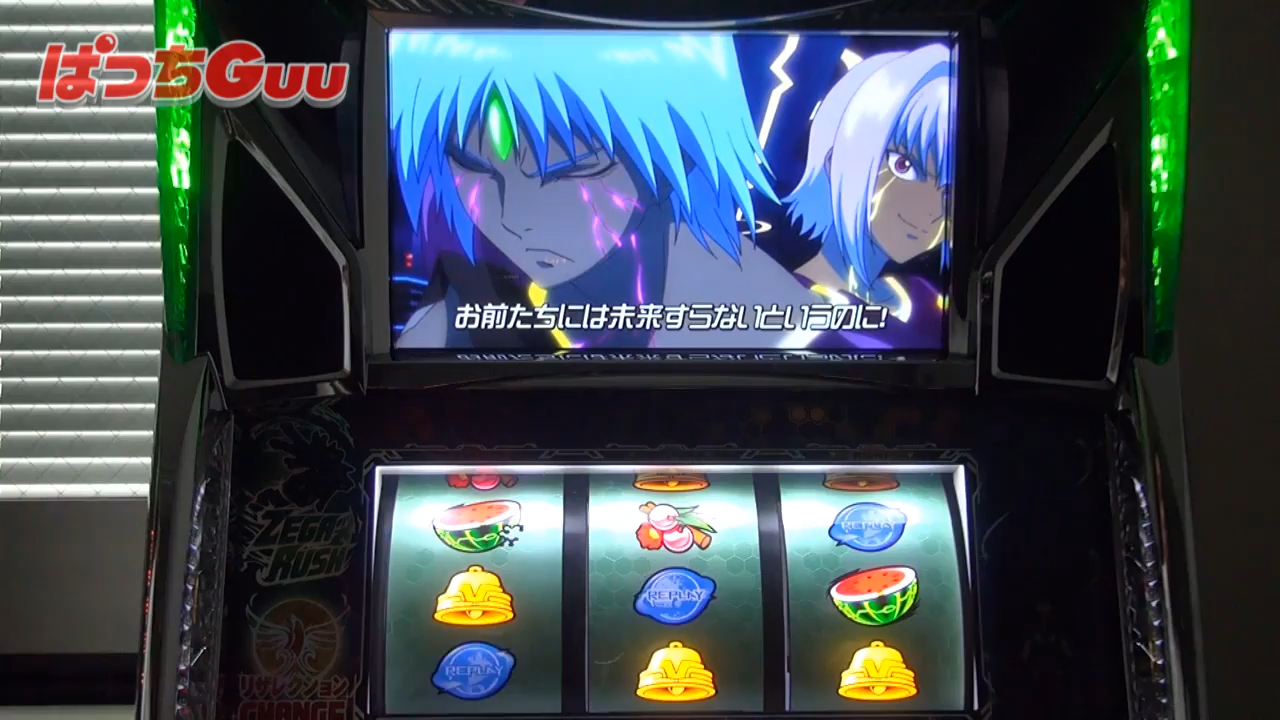 ぱっちGuu
お前たちには未来すらないというのに!
REPLAY
REPLAY
REPLAY
ZEGA
RUSH
リザレクション
CHANGE